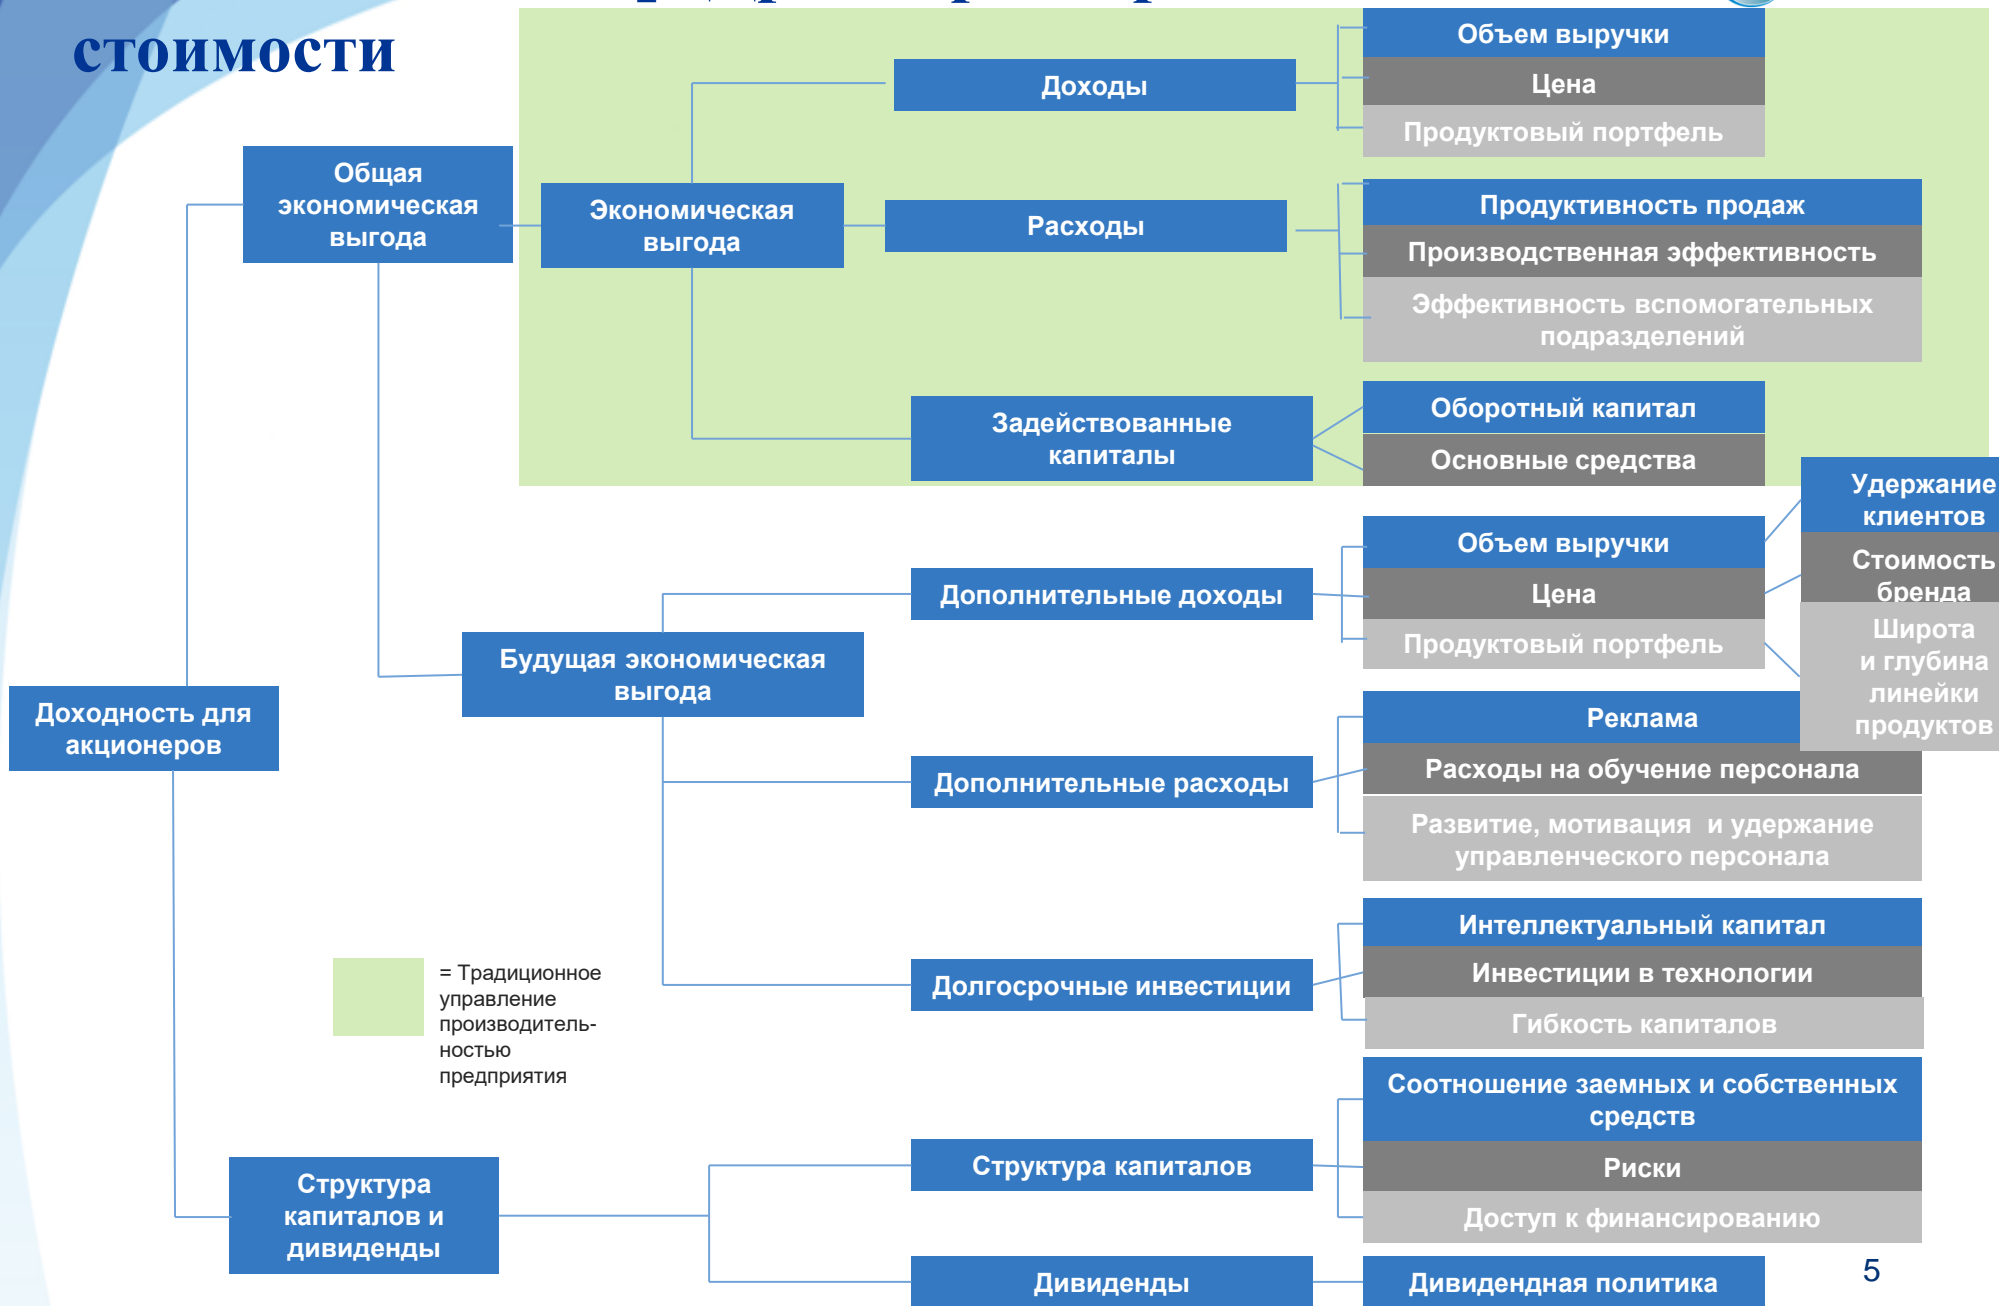 стоимости
Объем выручки
Доходы
Цена
Продуктовый портфель
Общая
экономическая
выгода
Экономическая
выгода
Расходы
Продуктивность продаж
Производственная эффективность
Эффективность вспомогательных
подразделений
Задействованные
капиталы
Оборотный капитал
Основные средства
Удержание
клиентов
Объем выручки
Стоимость
бренда
Дополнительные доходы
Цена
Продуктовый портфель
Широта
и глубина
линейки
продуктов
Будущая экономическая
выгода
Доходность для
акционеров
Реклама
Дополнительные расходы
Расходы на обучение персонала
Развитие, мотивация  и удержание
управленческого персонала
Интеллектуальный капитал
Долгосрочные инвестиции
Инвестиции в технологии
Гибкость капиталов
= Традиционное
управление
производитель-
ностью
предприятия
Соотношение заемных и собственных
средств
Структура капиталов
Риски
Доступ к финансированию
Структура
капиталов и
дивиденды
Дивиденды
Дивидендная политика
5